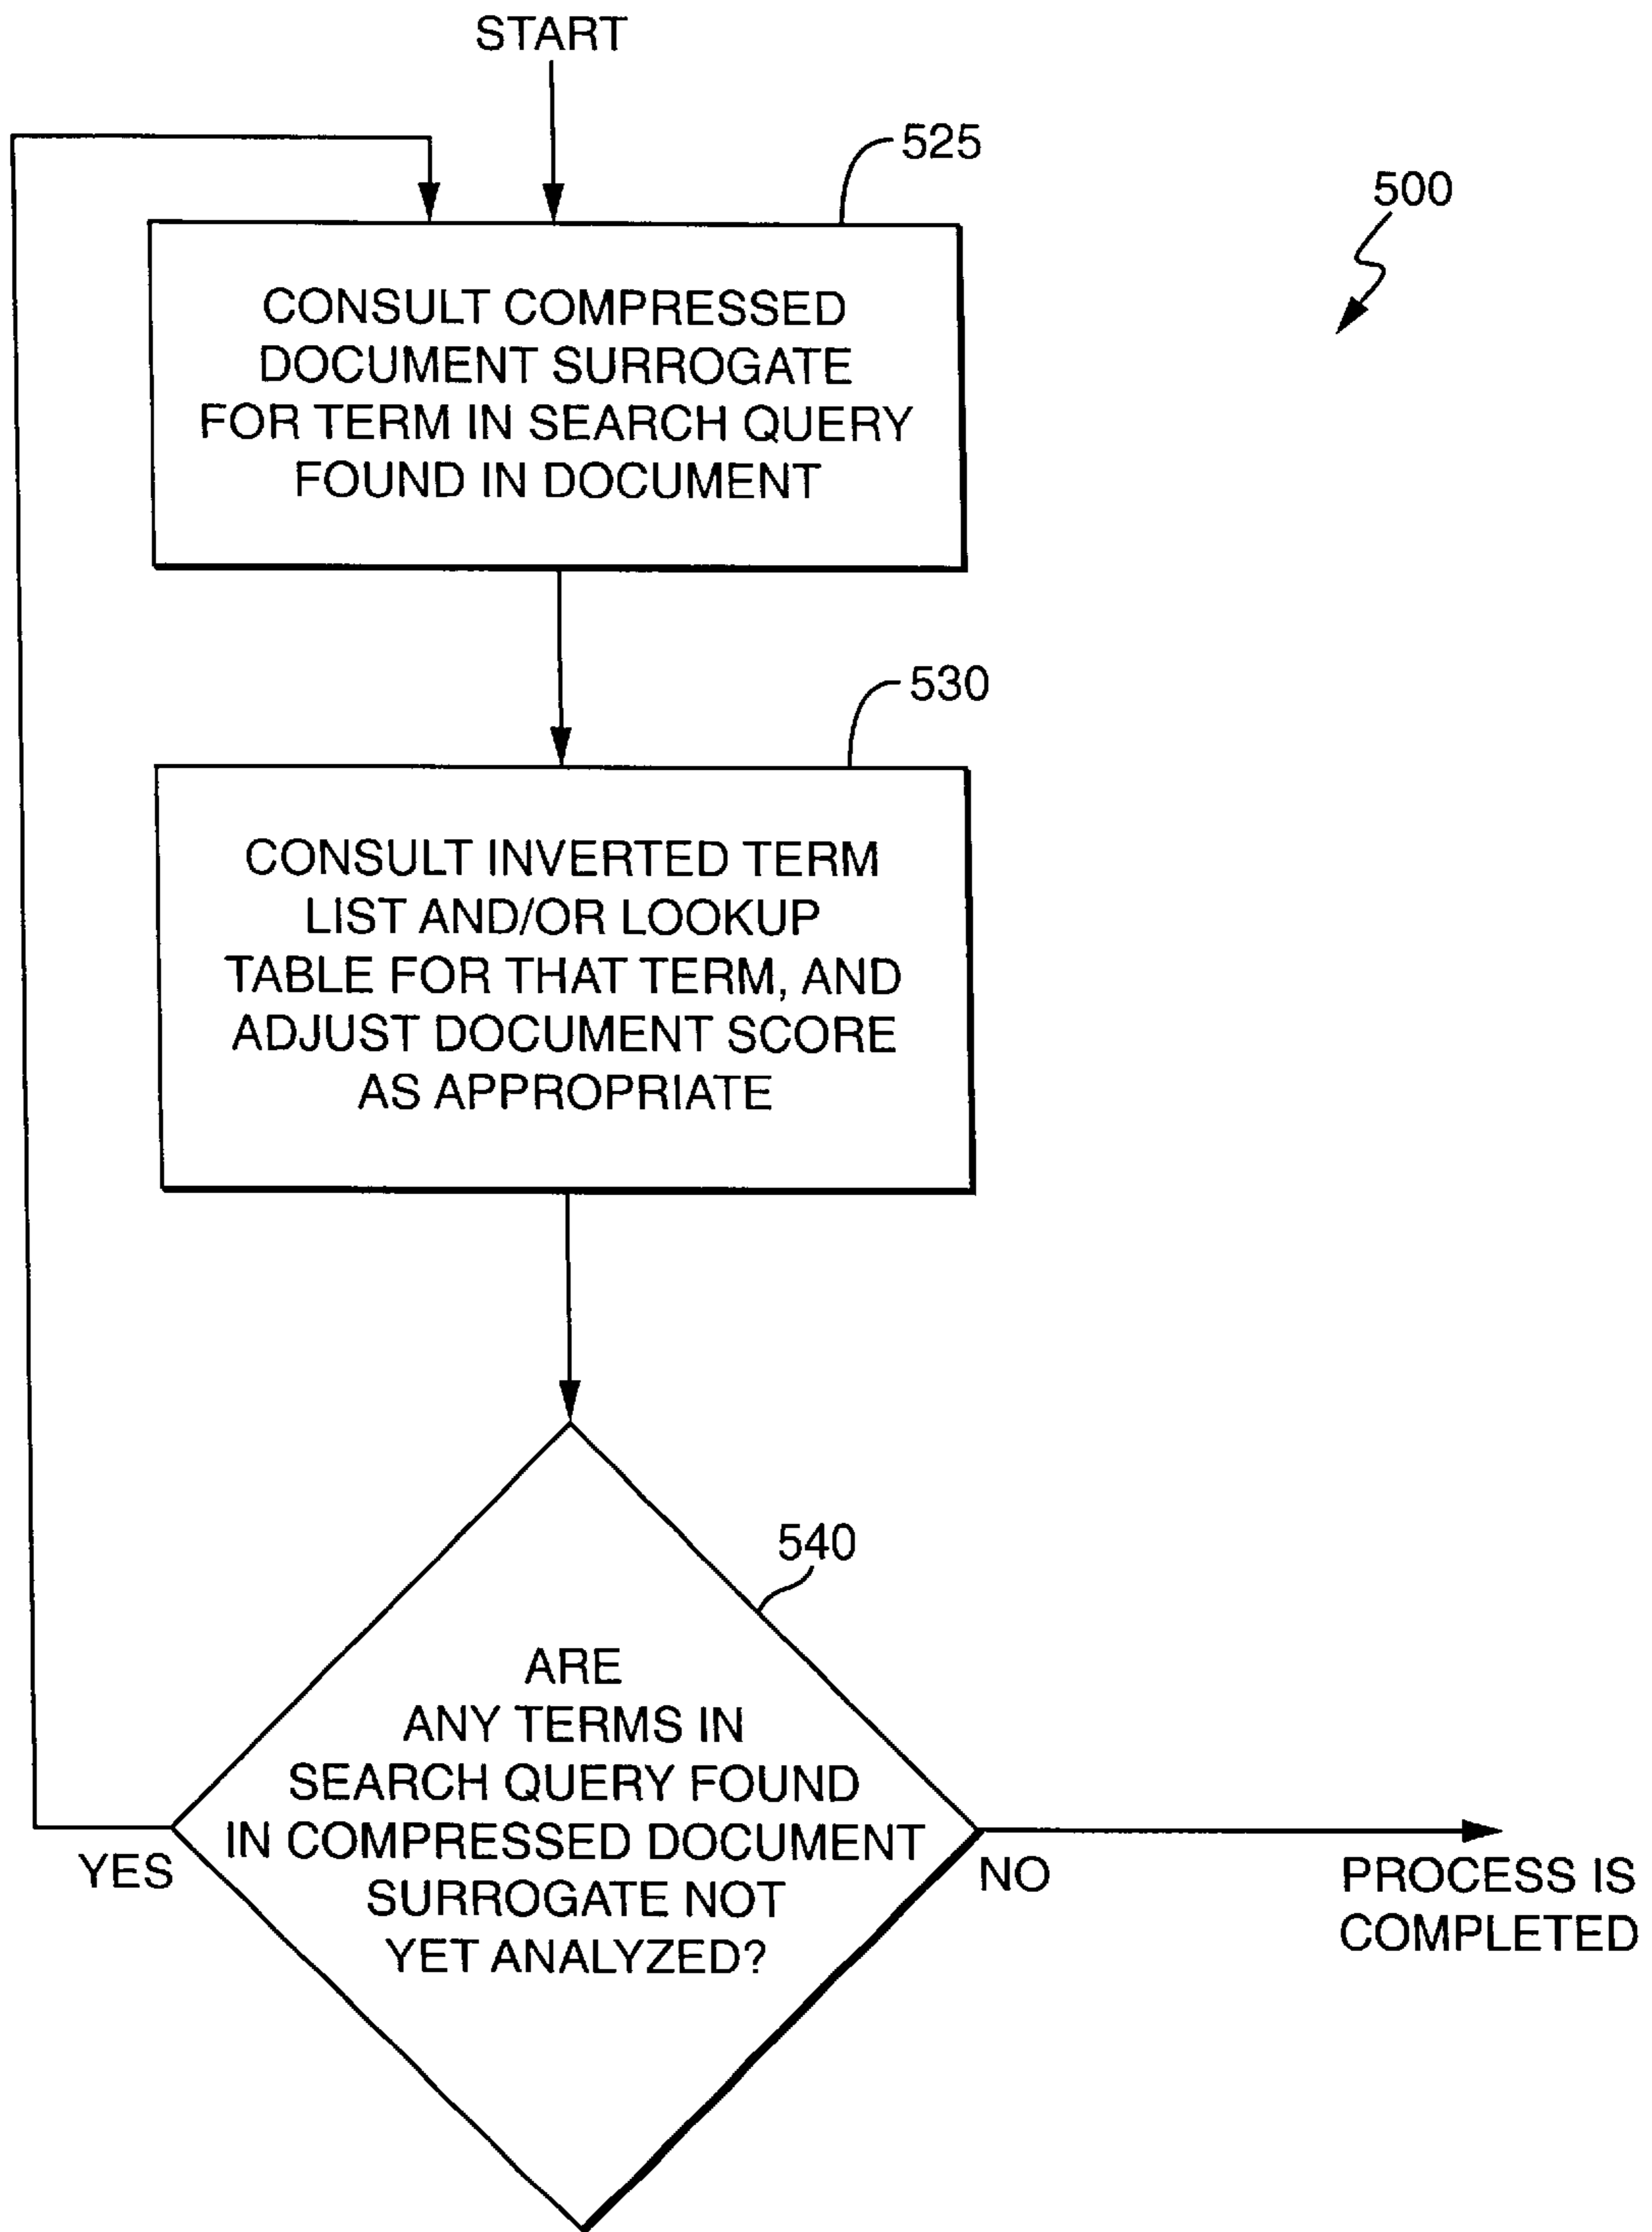 START
525
500
CONSULT COMPRESSED
DOCUMENT SURROGATE
FOR TERM IN SEARCH QUERY
FOUND IN DOCUMENT
530
CONSULT INVERTED TERM
LIST AND/OR LOOKUP
TABLE FOR THAT TERM, AND
ADJUST DOCUMENT SCORE
AS APPROPRIATE
540
ARE
ANY TERMS IN
SEARCH QUERY FOUND
IN COMPRESSED DOCUMENT
SURROGATE NOT
YET ANALYZED?
YES
NO
PROCESS IS
COMPLETED